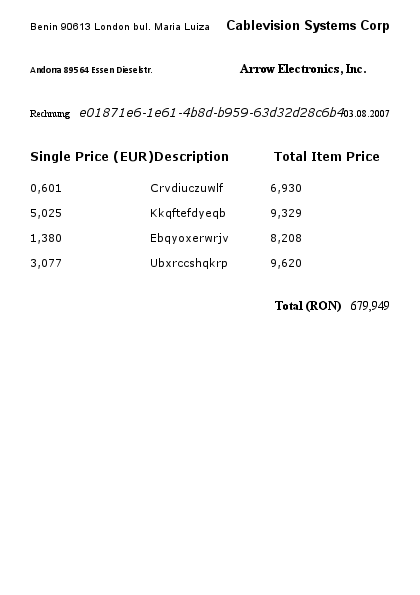 Benin 90613 London bul. Maria Luiza Cablevision Systems Corp
Andorra 89564 Essen Dieselstr. Arrow Electronics, Inc.
Rechnung e01871e6-1e61-4b8d-b959-63d32d28c6b4 03.08.2007
Single Price (EUR) Description Total Item Price
0,601 Crvdiuczuwlf 6,930
5,025 Kkqftefdyeqb 9,329
1,380 Ebqyoxerwrjv 8,208
3,077 Ubxrccshqkrp 9,620
Total (RON) 679,949